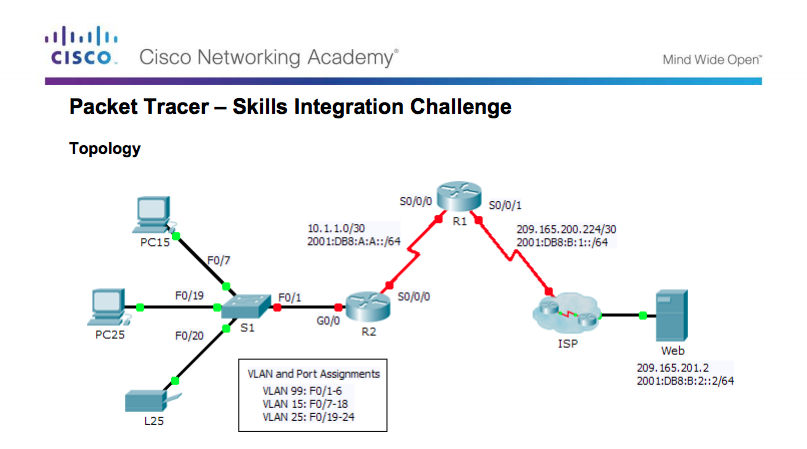 CISCO. Cisco Networking Academy® Mind Wide Open™
Packet Tracer – Skills Integration Challenge
Topology
S0/0/0
S0/0/1
R1
PC15
10.1.1.0/30
2001:DB8:A:A::/64
209.165.200.224/30
2001:DB8:B:1::/64
F0/7
F0/19
F0/1
S0/0/0
G0/0
S1
R2
PC25
F0/20
ISP
Web
209.165.201.2
2001:DB8:B:2::2/64
L25
VLAN and Port Assignments
VLAN 99: F0/1-6
VLAN 15: F0/7-18
VLAN 25: F0/19-24